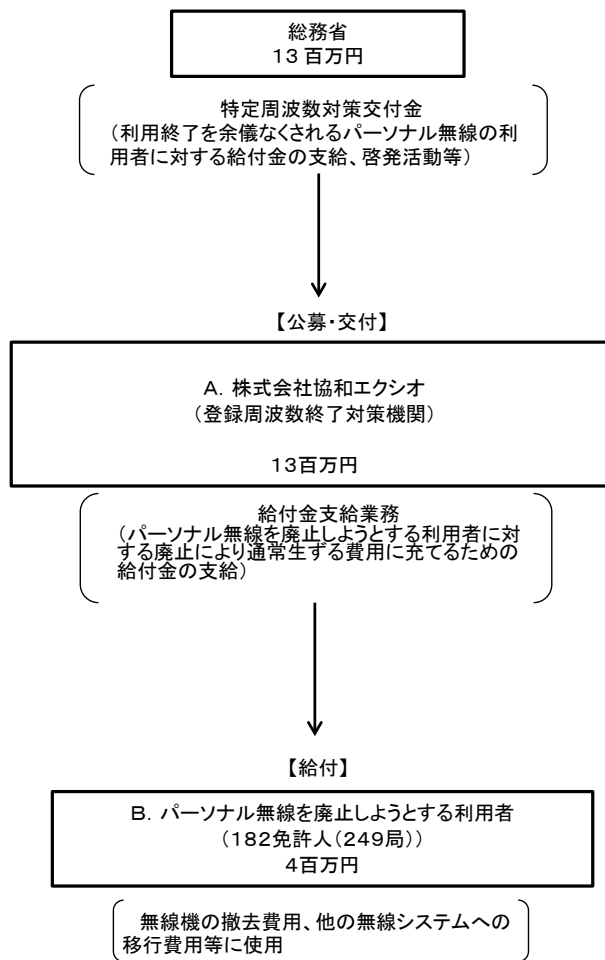 総務省
13百万円
特定周波数対策交付金
（利用終了を余儀なくされるパーソナル無線の利
用者に対する給付金の支給、啓発活動等）
【公募・交付】
A．株式会社協和エクシオ
（登録周波数終了対策機関）
13百万円
給付金支給業務
（パーソナル無線を廃止しようとする利用者に対
する廃止により通常生ずる費用に充てるための
給付金の支給）
【給付】
B．パーソナル無線を廃止しようとする利用者
（182免許人（249局））
4百万円
無線機の撤去費用、他の無線システムへの
移行費用等に使用